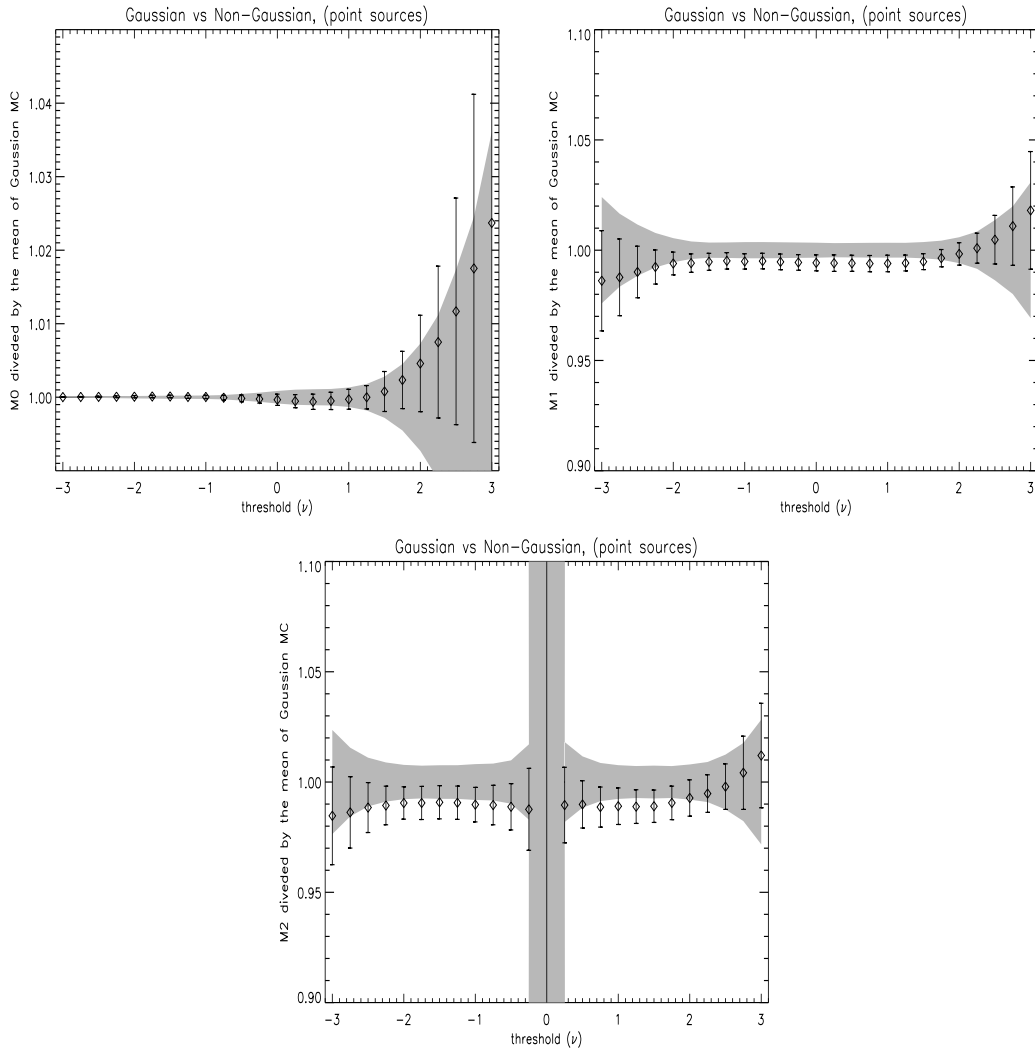 Gaussian vs Non-Gaussian, (point sources)
M0 diveded by the mean of Gaussian MC
1.04
1.03
1.02
1.01
1.00
-3 -2 -1 0 1 2 3
threshold (ν)
Gaussian vs Non-Gaussian, (point sources)
M1 diveded by the mean of Gaussian MC
1.10
1.05
1.00
0.95
0.90
-3 -2 -1 0 1 2 3
threshold (ν)
Gaussian vs Non-Gaussian, (point sources)
M2 diveded by the mean of Gaussian MC
1.10
1.05
1.00
0.95
0.90
-3 -2 -1 0 1 2 3
threshold (ν)